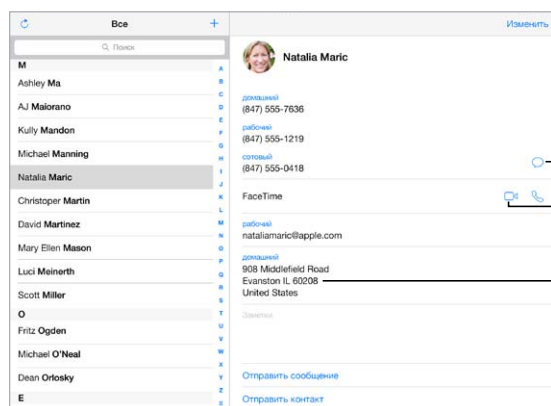 Все
+
Поиск
M
Ashley Ma
AJ Maiorano
Kully Mandon
Michael Manning
Natalia Maric
Christoper Martin
David Martinez
Mary Ellen Mason
Luci Meinerth
Scott Miller
O
Fritz Ogden
Michael O'Neal
Dean Orlosky
E
A
B
C
D
E
F
G
H
I
J
K
L
M
N
O
P
Q
R
S
T
U
V
W
X
Y
Z
Изменить
Natalia Maric
домашний
(847) 555-7636
рабочий
(847) 555-1219
сотовый
(847) 555-0418
FaceTime
рабочий
nataliamaric@apple.com
домашний
908 Middlefield Road
Evanston IL 60208
United States
Заметки
Отправить сообщение
Отправить контакт